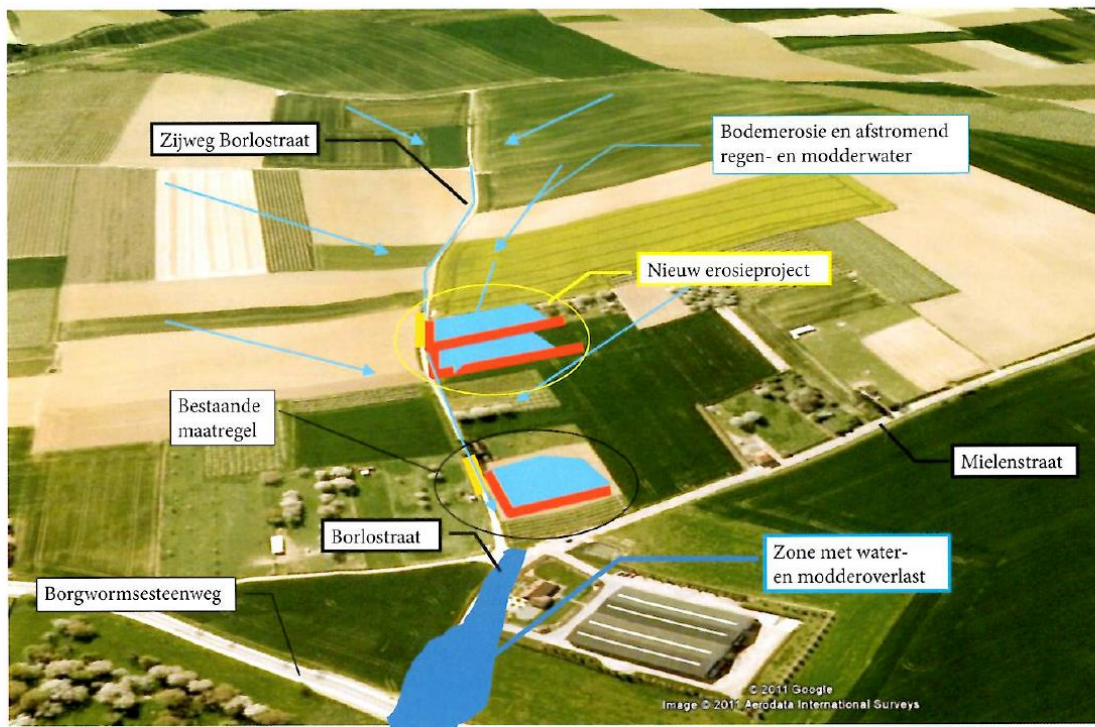 Zijweg Borlostraat
Bodemerosie en afstromend
regen- en modderwater
Nieuw erosieproject
Bestaande
maatregel
Mielenstraat
Borlostraat
Zone met water-
en modderoverlast
Borgwormsesteenweg
© 2011 Google
Image © 2011 Aerodata International Surveys